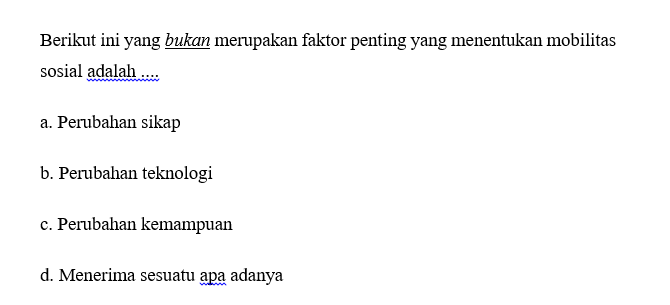 Berikut ini yang bukan merupakan faktor penting yang menentukan mobilitas
sosial adalah ....
a. Perubahan sikap
b. Perubahan teknologi
c. Perubahan kemampuan
d. Menerima sesuatu apa adanya